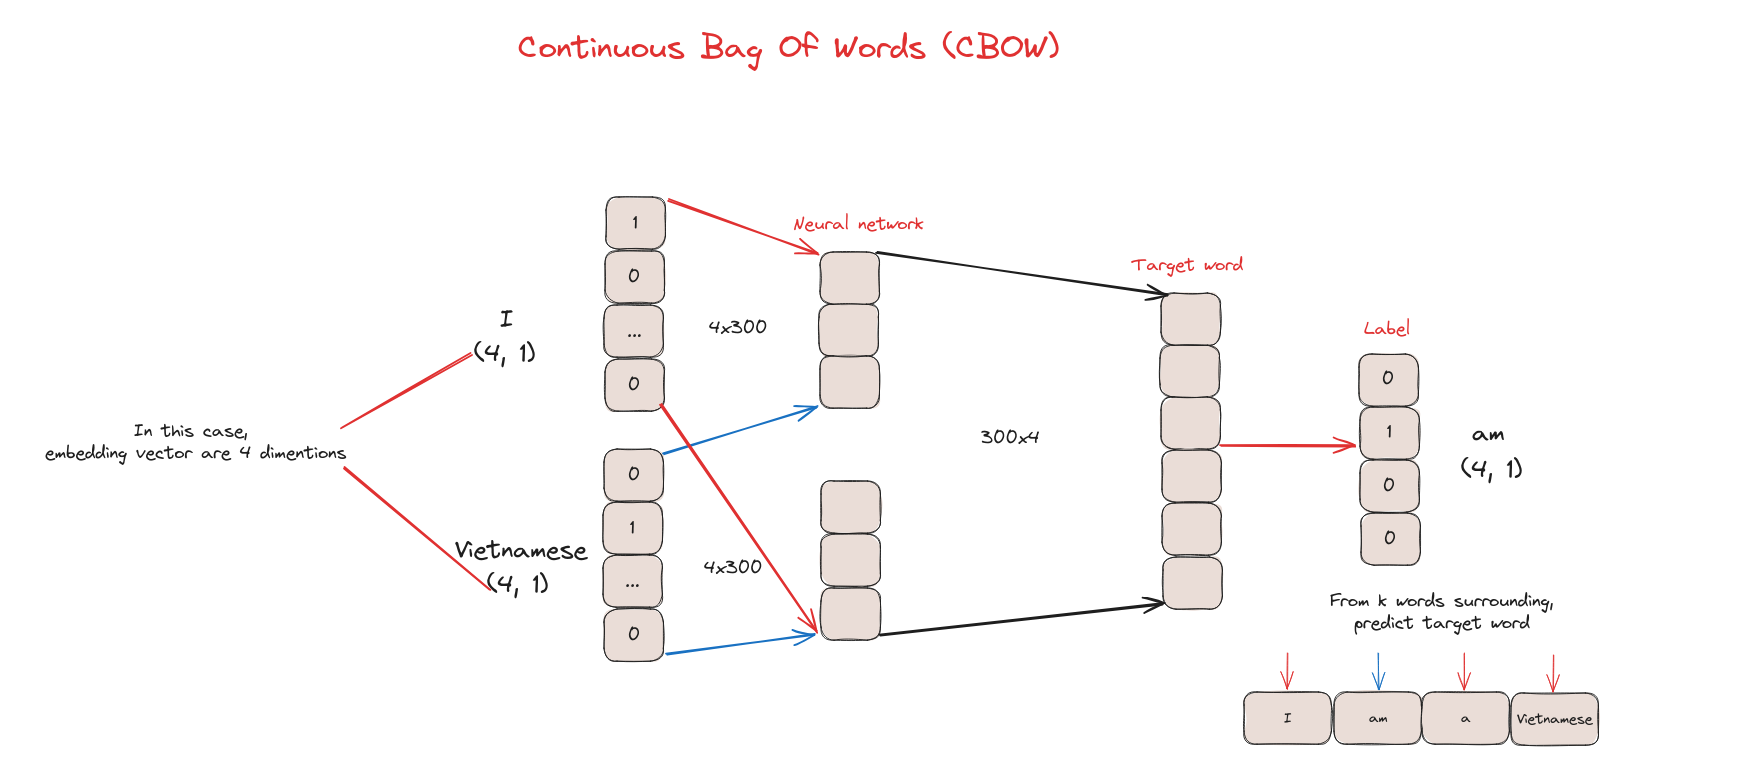 Continuous Bag Of Words (CBOW)
In this case,
embedding vector are 4 dimentions
I
(4, 1)
Vietnamese
(4, 1)
1
0
...
0
0
1
...
0
4x300
4x300
Neural network
300x4
Target word
Label
0
1
0
0
am
(4, 1)
From k words surrounding,
predict target word
I am a Vietnamese